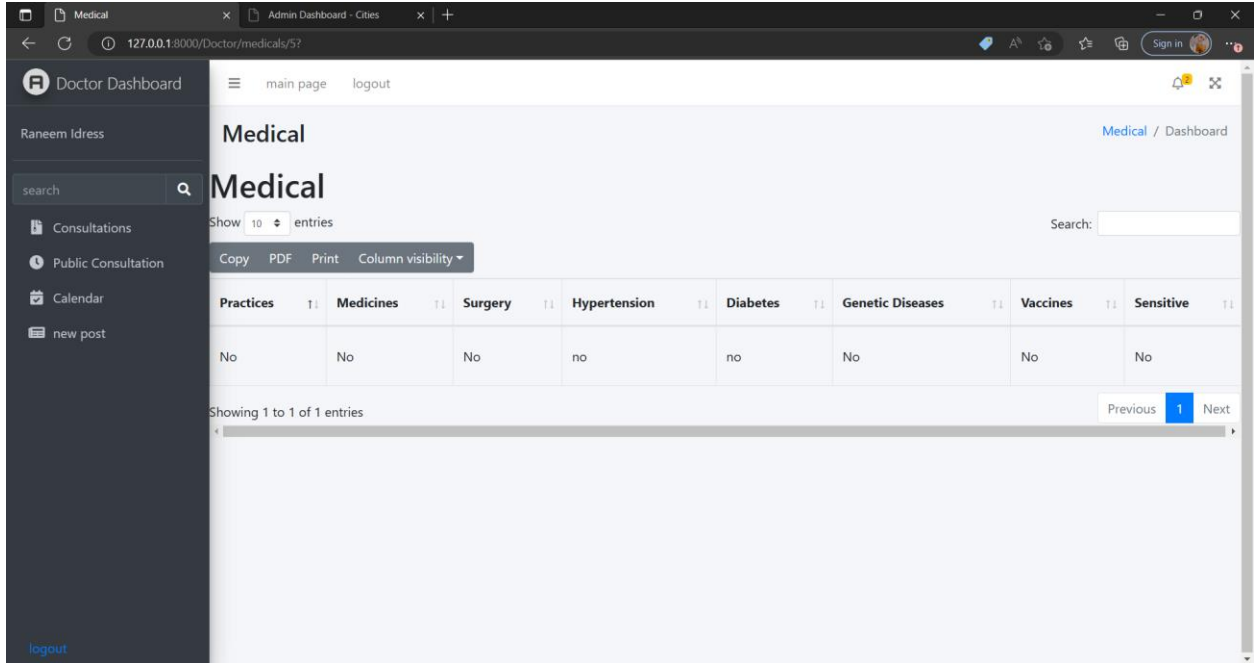 Medical
Admin Dashboard - Cities
127.0.0.1:8000/Doctor/medicals/5?
Sign in
Doctor Dashboard
main page logout
2
Raneem Idress
Medical
Medical / Dashboard
search
Medical
Show 10 entries
Search:
Consultations
Public Consultation
Calendar
new post
Copy PDF Print Column visibility
Practices Medicines Surgery Hypertension Diabetes Genetic Diseases Vaccines Sensitive
No No No no no No No No
Showing 1 to 1 of 1 entries
Previous 1 Next
logout